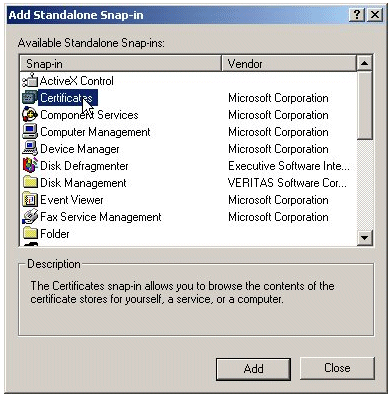 Add Standalone Snap-in
Available Standalone Snap-ins:
Snap-in Vendor
ActiveX Control
Certificates Microsoft Corporation
Component Services Microsoft Corporation
Computer Management Microsoft Corporation
Device Manager Microsoft Corporation
Disk Defragmenter Executive Software Inte...
Disk Management VERITAS Software Cor...
Event Viewer Microsoft Corporation
Fax Service Management Microsoft Corporation
Folder
Description
The Certificates snap-in allows you to browse the contents of the
certificate stores for yourself, a service, or a computer.
Add Close